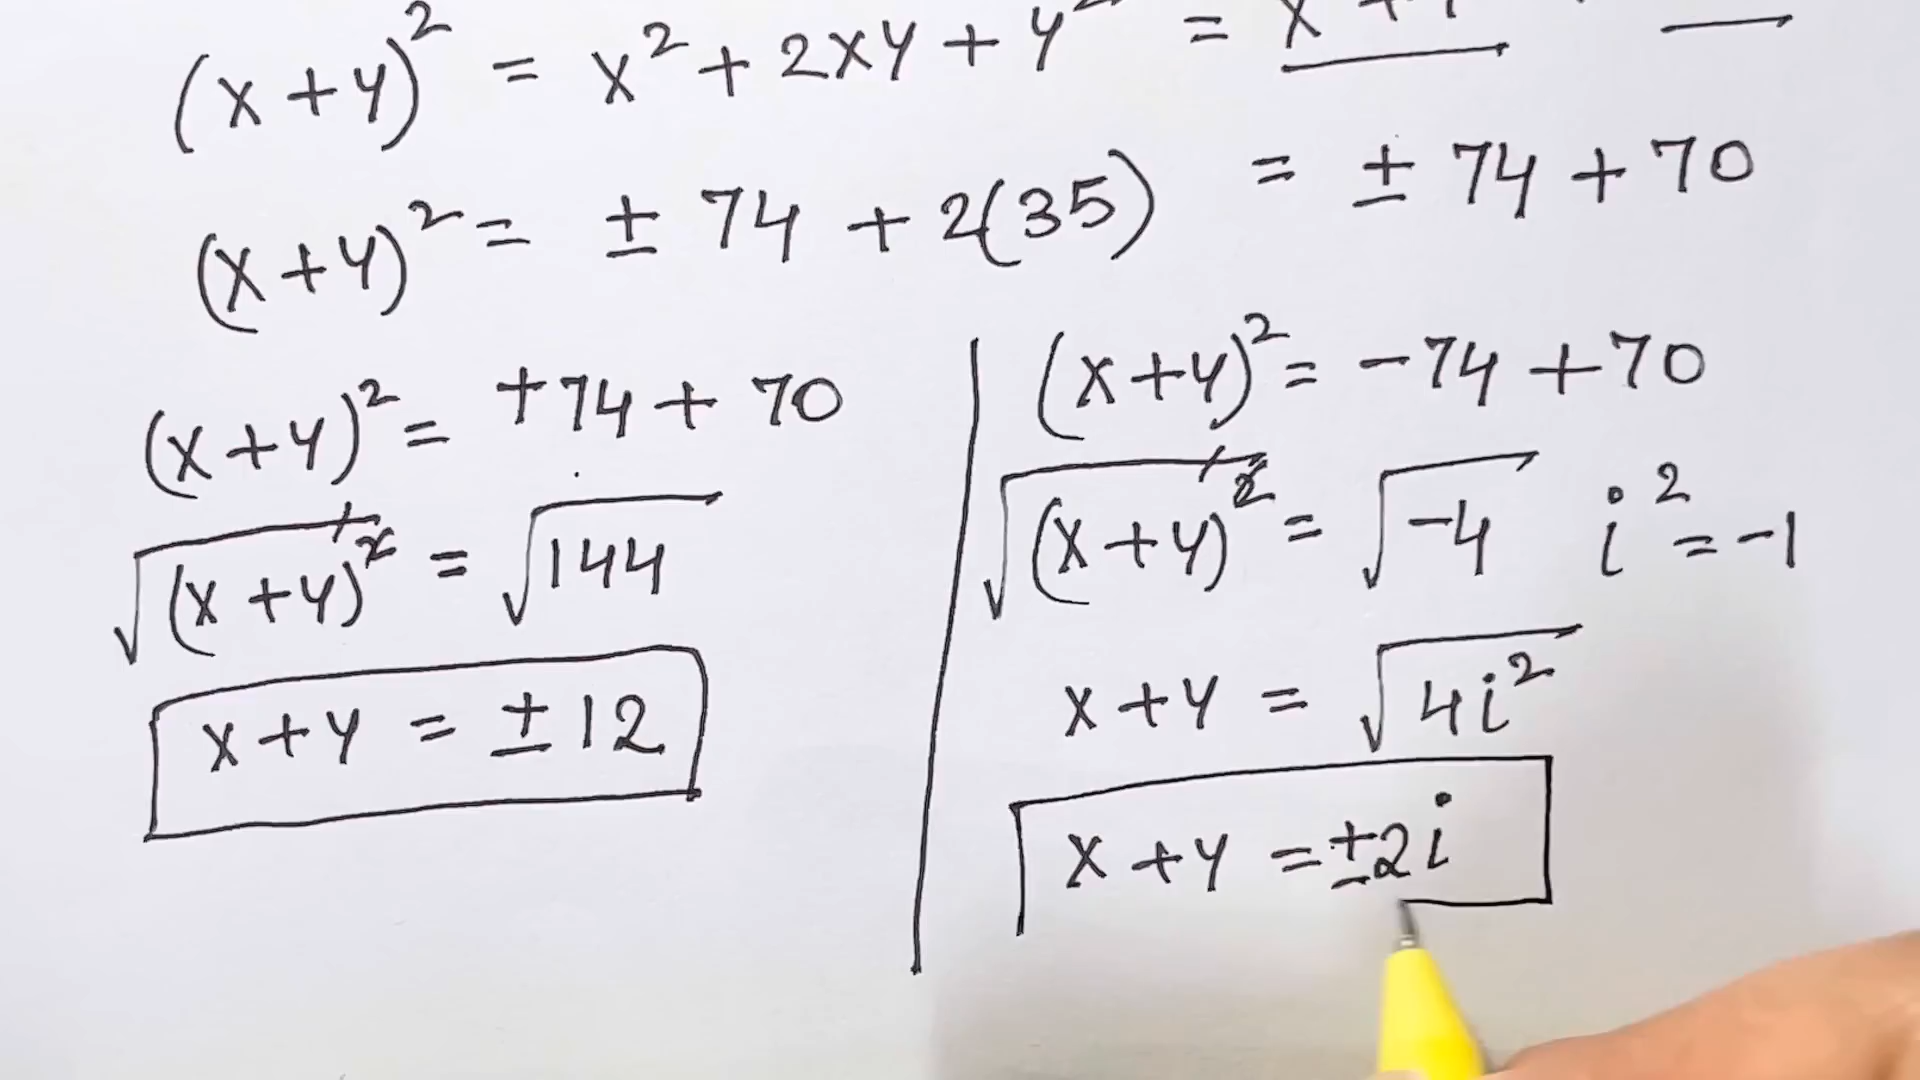 (x+y)² = x² + 2xy + y² =
(x+y)² = ± 74 + 2(35) = ± 74 + 70
(x+y)² = +74 + 70
√(x+y)² = √144
x+y = ±12
(x+y)² = -74 + 70
√(x+y)² = √-4 i² = -1
x+y = √4i²
x+y = ±2i